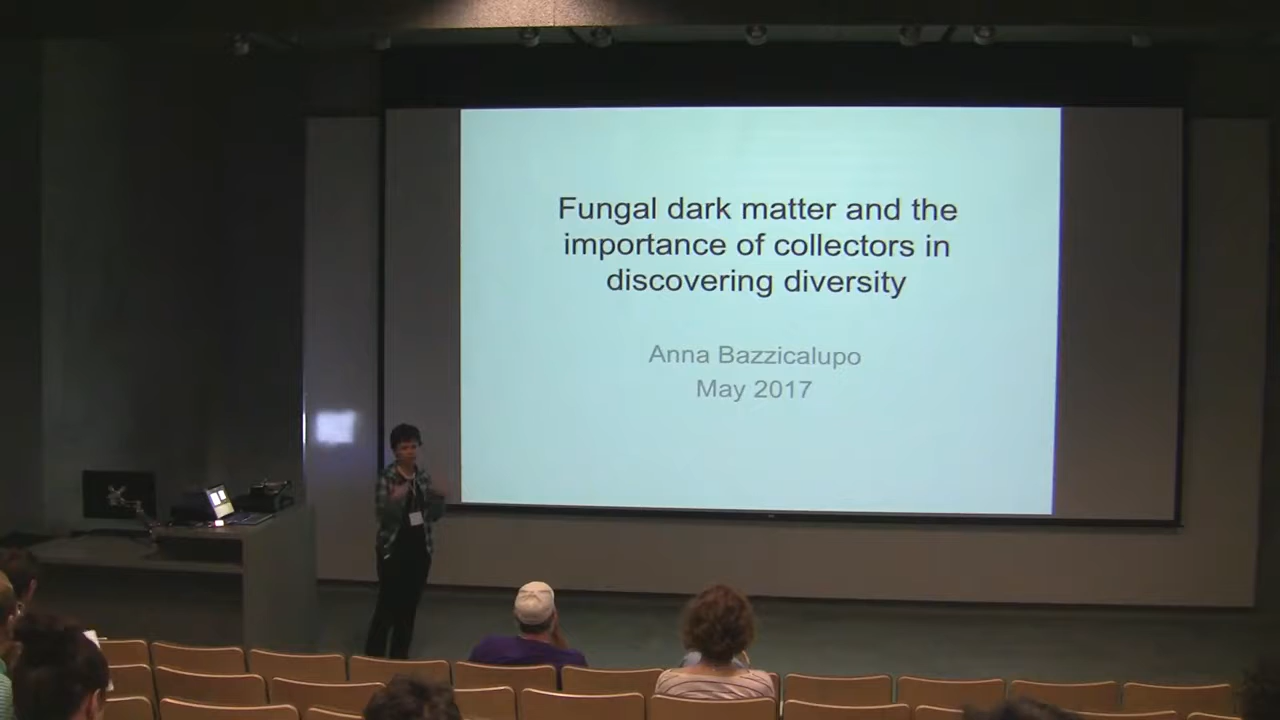 Fungal dark matter and the
importance of collectors in
discovering diversity
Anna Bazzicalupo
May 2017